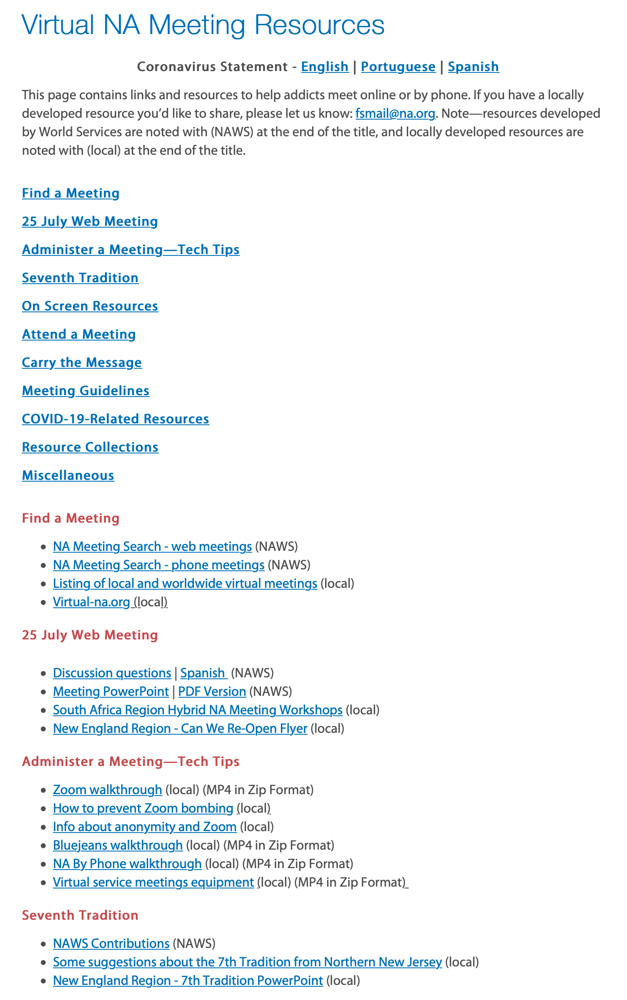 Virtual NA Meeting Resources
Coronavirus Statement - English | Portuguese | Spanish
This page contains links and resources to help addicts meet online or by phone. If you have a locally
developed resource you’d like to share, please let us know: fsmail@na.org. Note—resources developed
by World Services are noted with (NAWS) at the end of the title, and locally developed resources are
noted with (local) at the end of the title.
Find a Meeting
25 July Web Meeting
Administer a Meeting—Tech Tips
Seventh Tradition
On Screen Resources
Attend a Meeting
Carry the Message
Meeting Guidelines
COVID-19-Related Resources
Resource Collections
Miscellaneous
Find a Meeting
• NA Meeting Search - web meetings (NAWS)
• NA Meeting Search - phone meetings (NAWS)
• Listing of local and worldwide virtual meetings (local)
• Virtual-na.org (local)
25 July Web Meeting
• Discussion questions | Spanish (NAWS)
• Meeting PowerPoint | PDF Version (NAWS)
• South Africa Region Hybrid NA Meeting Workshops (local)
• New England Region - Can We Re-Open Flyer (local)
Administer a Meeting—Tech Tips
• Zoom walkthrough (local) (MP4 in Zip Format)
• How to prevent Zoom bombing (local)
• Info about anonymity and Zoom (local)
• Bluejeans walkthrough (local) (MP4 in Zip Format)
• NA By Phone walkthrough (local) (MP4 in Zip Format)
• Virtual service meetings equipment (local) (MP4 in Zip Format)
Seventh Tradition
• NAWS Contributions (NAWS)
• Some suggestions about the 7th Tradition from Northern New Jersey (local)
• New England Region - 7th Tradition PowerPoint (local)